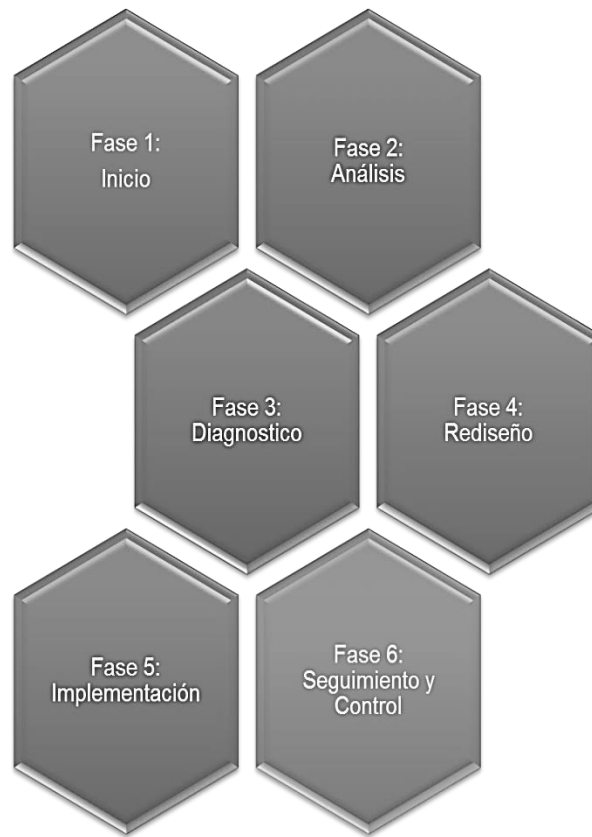 Fase 1:
Inicio
Fase 2:
Análisis
Fase 3:
Diagnostico
Fase 4:
Rediseño
Fase 5:
Implementación
Fase 6:
Seguimiento y
Control